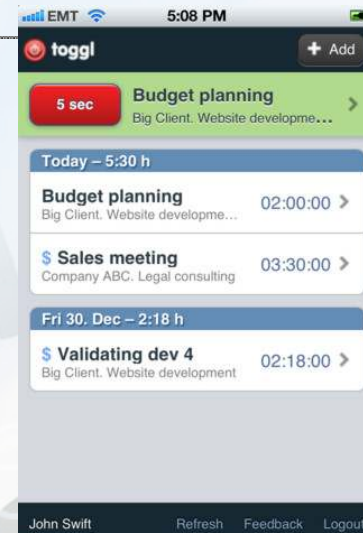 EMT 5:08 PM
toggl + Add
5 sec
Budget planning
Big Client. Website developme...
Today – 5:30 h
Budget planning
Big Client. Website developme...
02:00:00
$ Sales meeting
Company ABC. Legal consulting
03:30:00
Fri 30. Dec – 2:18 h
$ Validating dev 4
Big Client. Website development
02:18:00
John Swift Refresh Feedback Logout